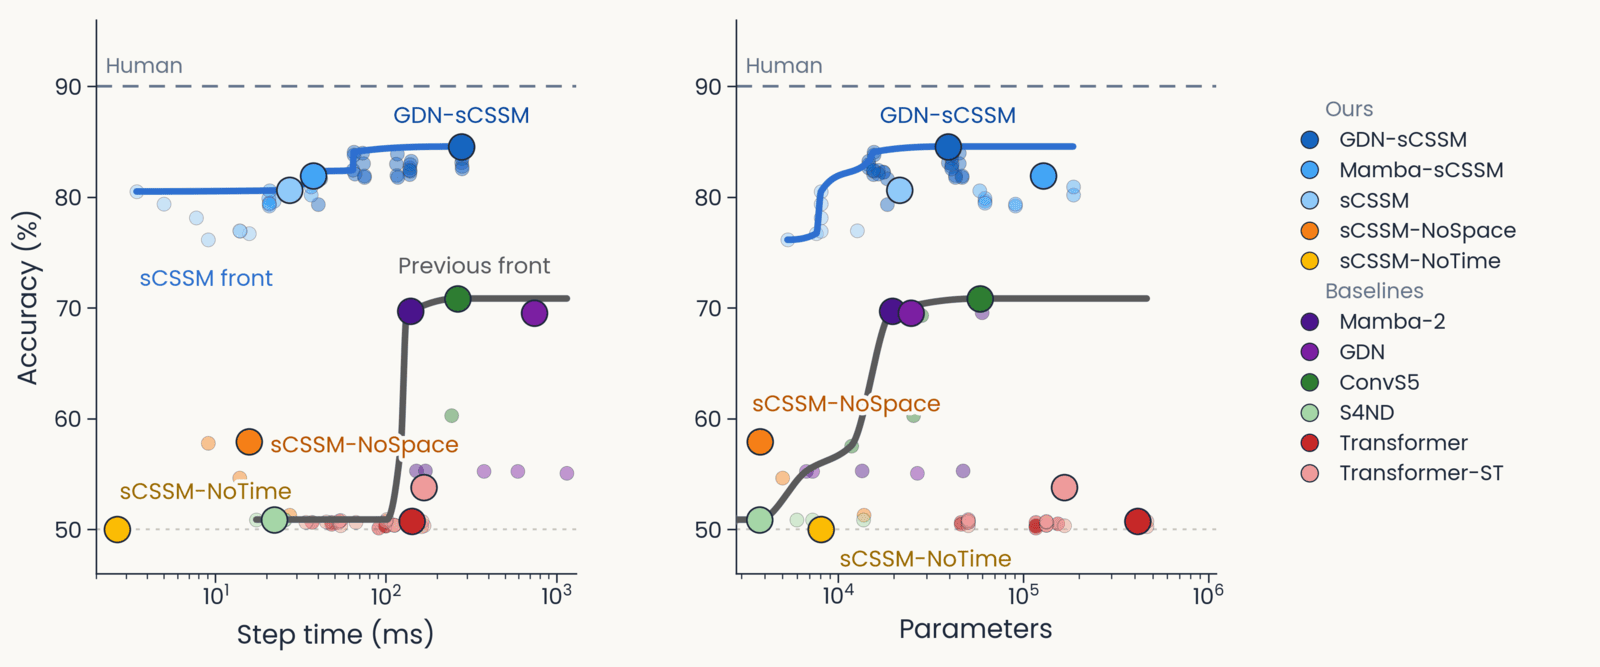 Human
90
GDN-sCSSM
80
sCSSM front
Previous front
70
60
sCSSM-NoSpace
sCSSM-NoTime
50
10¹
10²
10³
Accuracy (%)
Step time (ms)
Human
90
GDN-sCSSM
80
70
sCSSM-NoSpace
60
50
sCSSM-NoTime
10⁴
10⁵
10⁶
Parameters
Ours
GDN-sCSSM
Mamba-sCSSM
sCSSM
sCSSM-NoSpace
sCSSM-NoTime
Baselines
Mamba-2
GDN
ConvS5
S4ND
Transformer
Transformer-ST